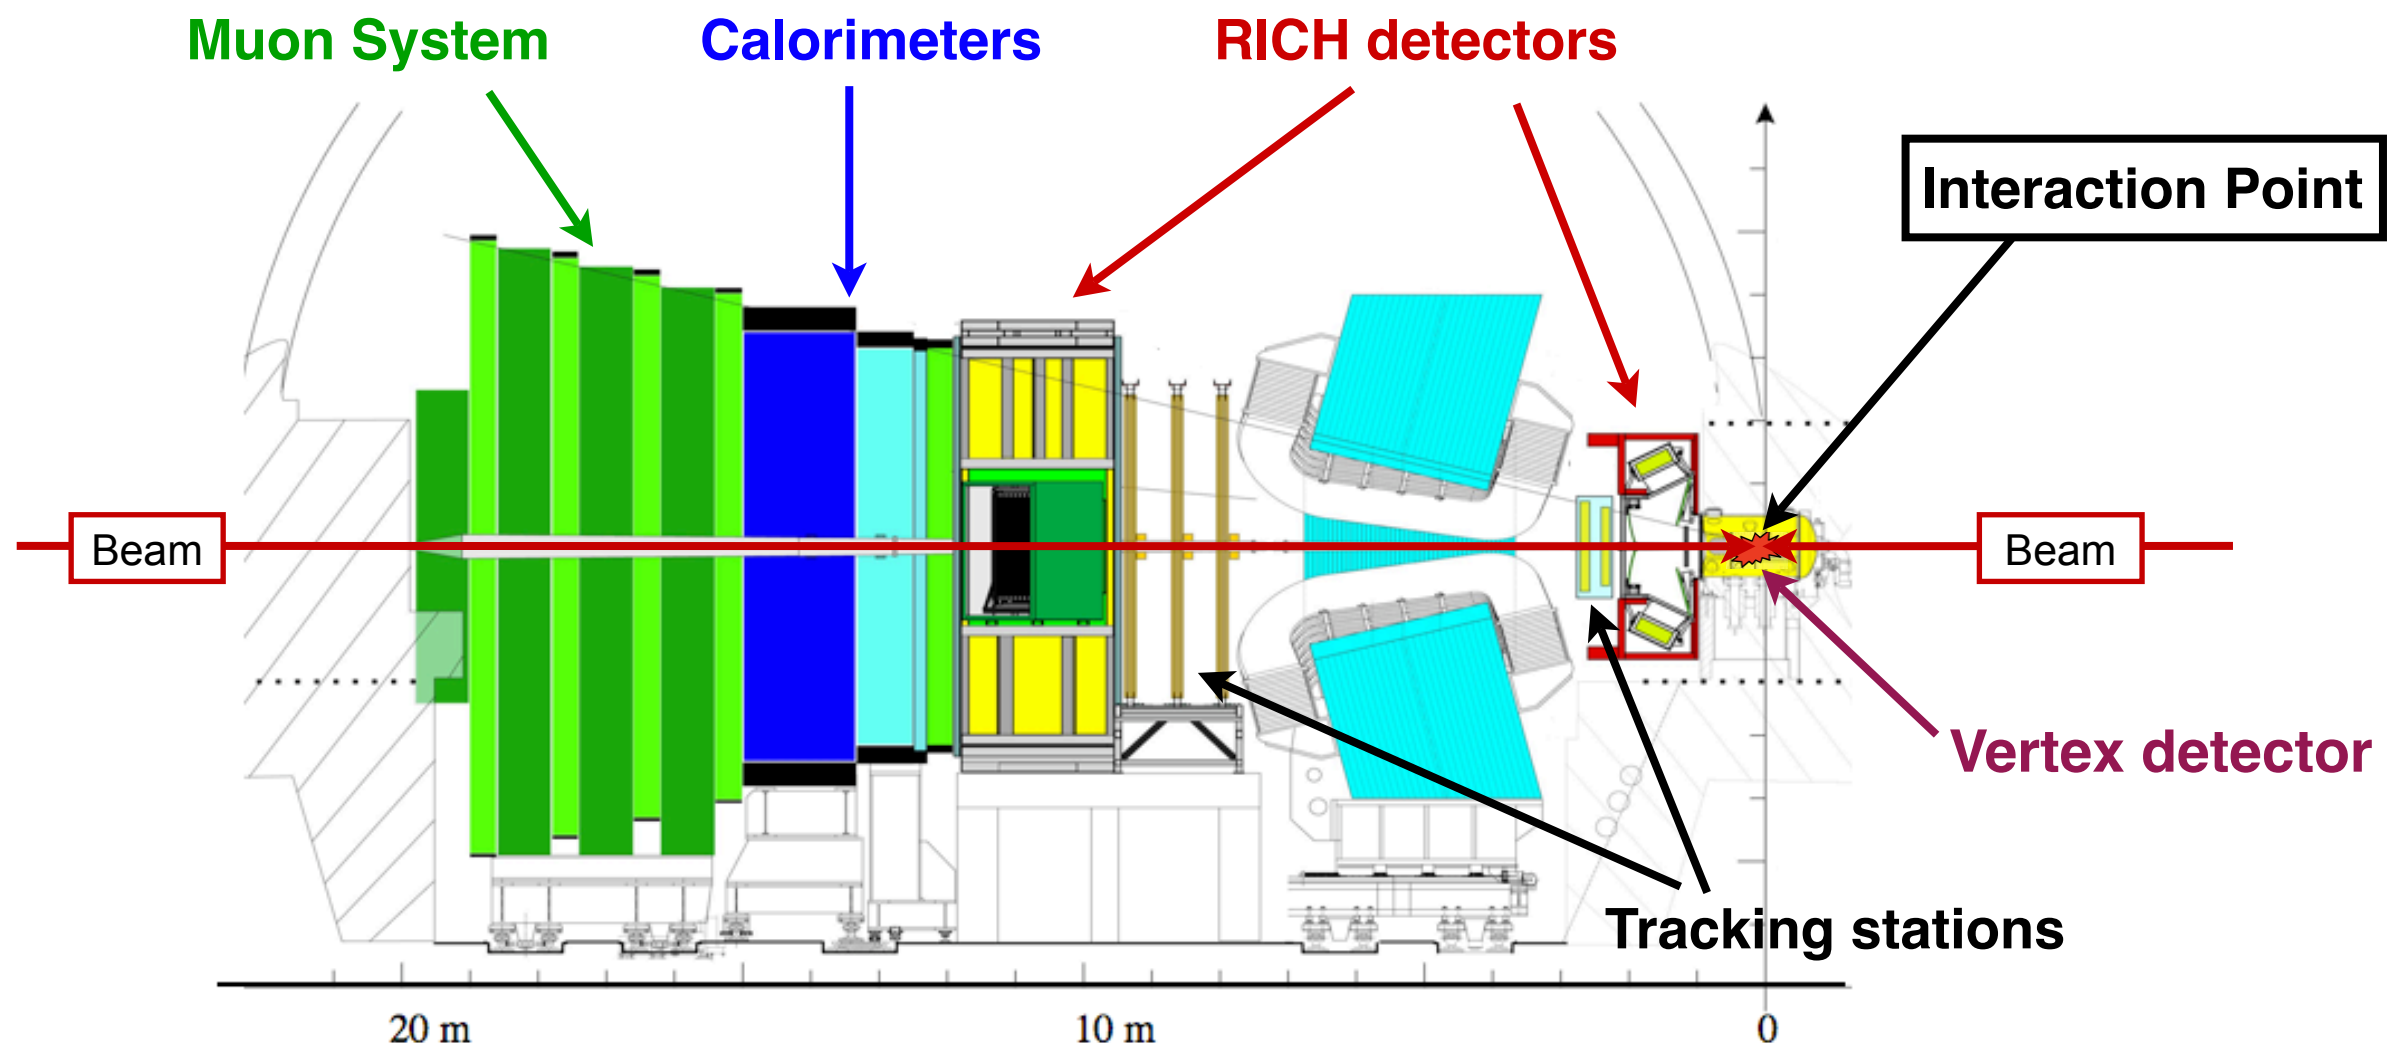 Muon System
Calorimeters
RICH detectors
Interaction Point
Beam
Beam
Vertex detector
Tracking stations
20 m
10 m
0